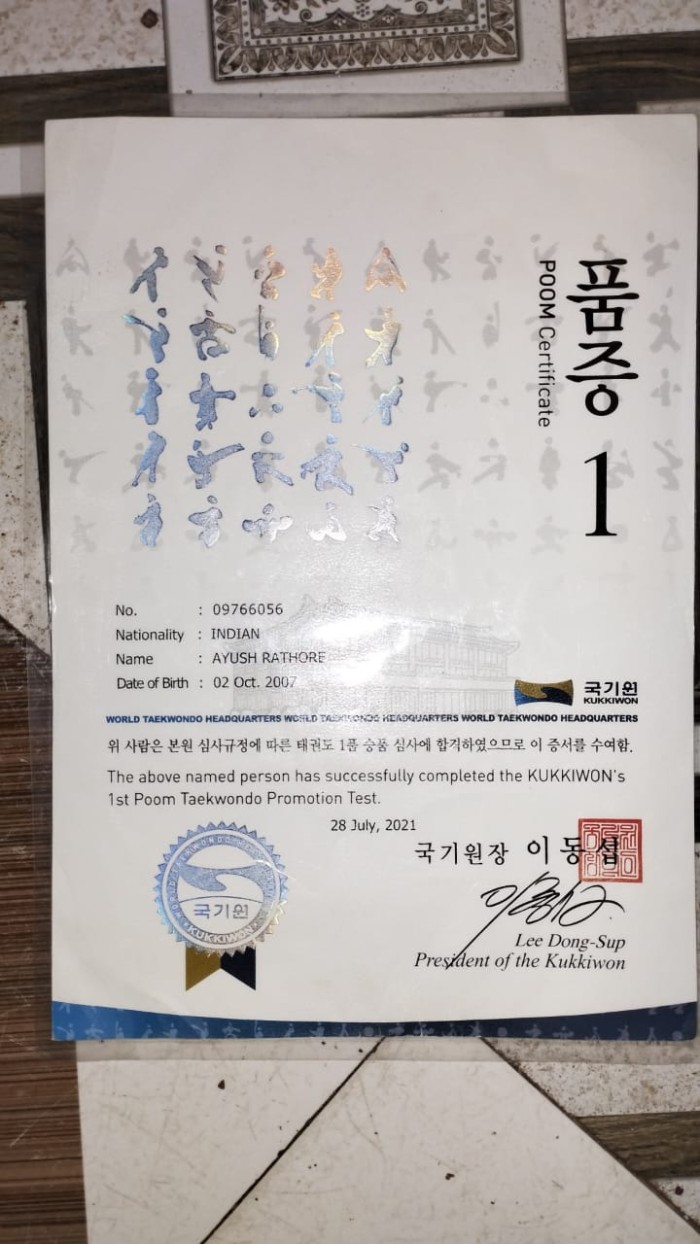 품증
POOM Certificate
1
No. : 09766056
Nationality : INDIAN
Name : AYUSH RATHORE
Date of Birth : 02 Oct. 2007
국기원
KUKKIWON
WORLD TAEKWONDO HEADQUARTERS WORLD TAEKWONDO HEADQUARTERS WORLD TAEKWONDO HEADQUARTERS
위 사람은 본원 심사규정에 따른 태권도 1품 승품 심사에 합격하였으므로 이 증서를 수여함.
The above named person has successfully completed the KUKKIWON's
1st Poom Taekwondo Promotion Test.
28 July, 2021
국기원장 이동섭
국기원
KUKKIWON
Lee Dong-Sup
President of the Kukkiwon